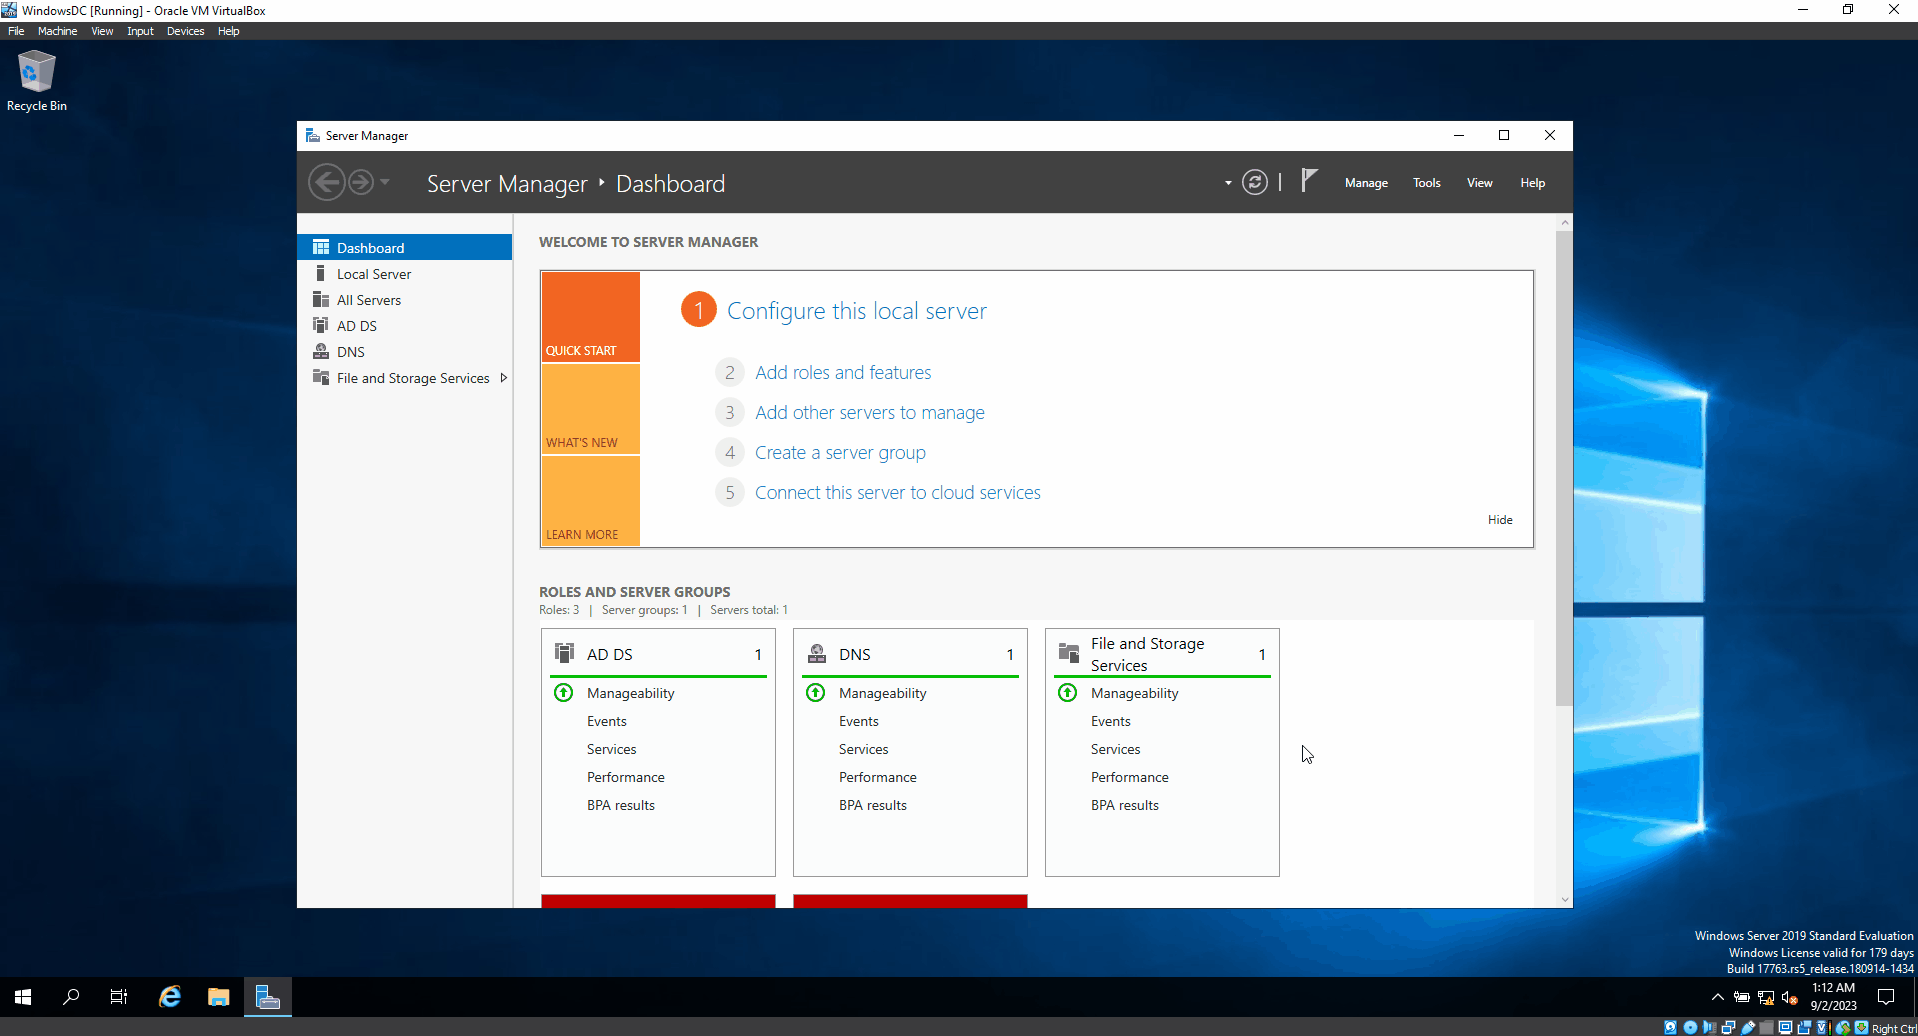 WindowsDC [Running] - Oracle VM VirtualBox
File Machine View Input Devices Help
Recycle Bin
Server Manager
Server Manager ‣ Dashboard
Manage Tools View Help
Dashboard
Local Server
All Servers
AD DS
DNS
File and Storage Services
WELCOME TO SERVER MANAGER
QUICK START
WHAT'S NEW
LEARN MORE
1 Configure this local server
2 Add roles and features
3 Add other servers to manage
4 Create a server group
5 Connect this server to cloud services
Hide
ROLES AND SERVER GROUPS
Roles: 3 | Server groups: 1 | Servers total: 1
AD DS 1
Manageability
Events
Services
Performance
BPA results
DNS 1
Manageability
Events
Services
Performance
BPA results
File and Storage
Services 1
Manageability
Events
Services
Performance
BPA results
Windows Server 2019 Standard Evaluation
Windows License valid for 179 days
Build 17763.rs5_release.180914-1434
1:12 AM
9/2/2023
Right Ctrl